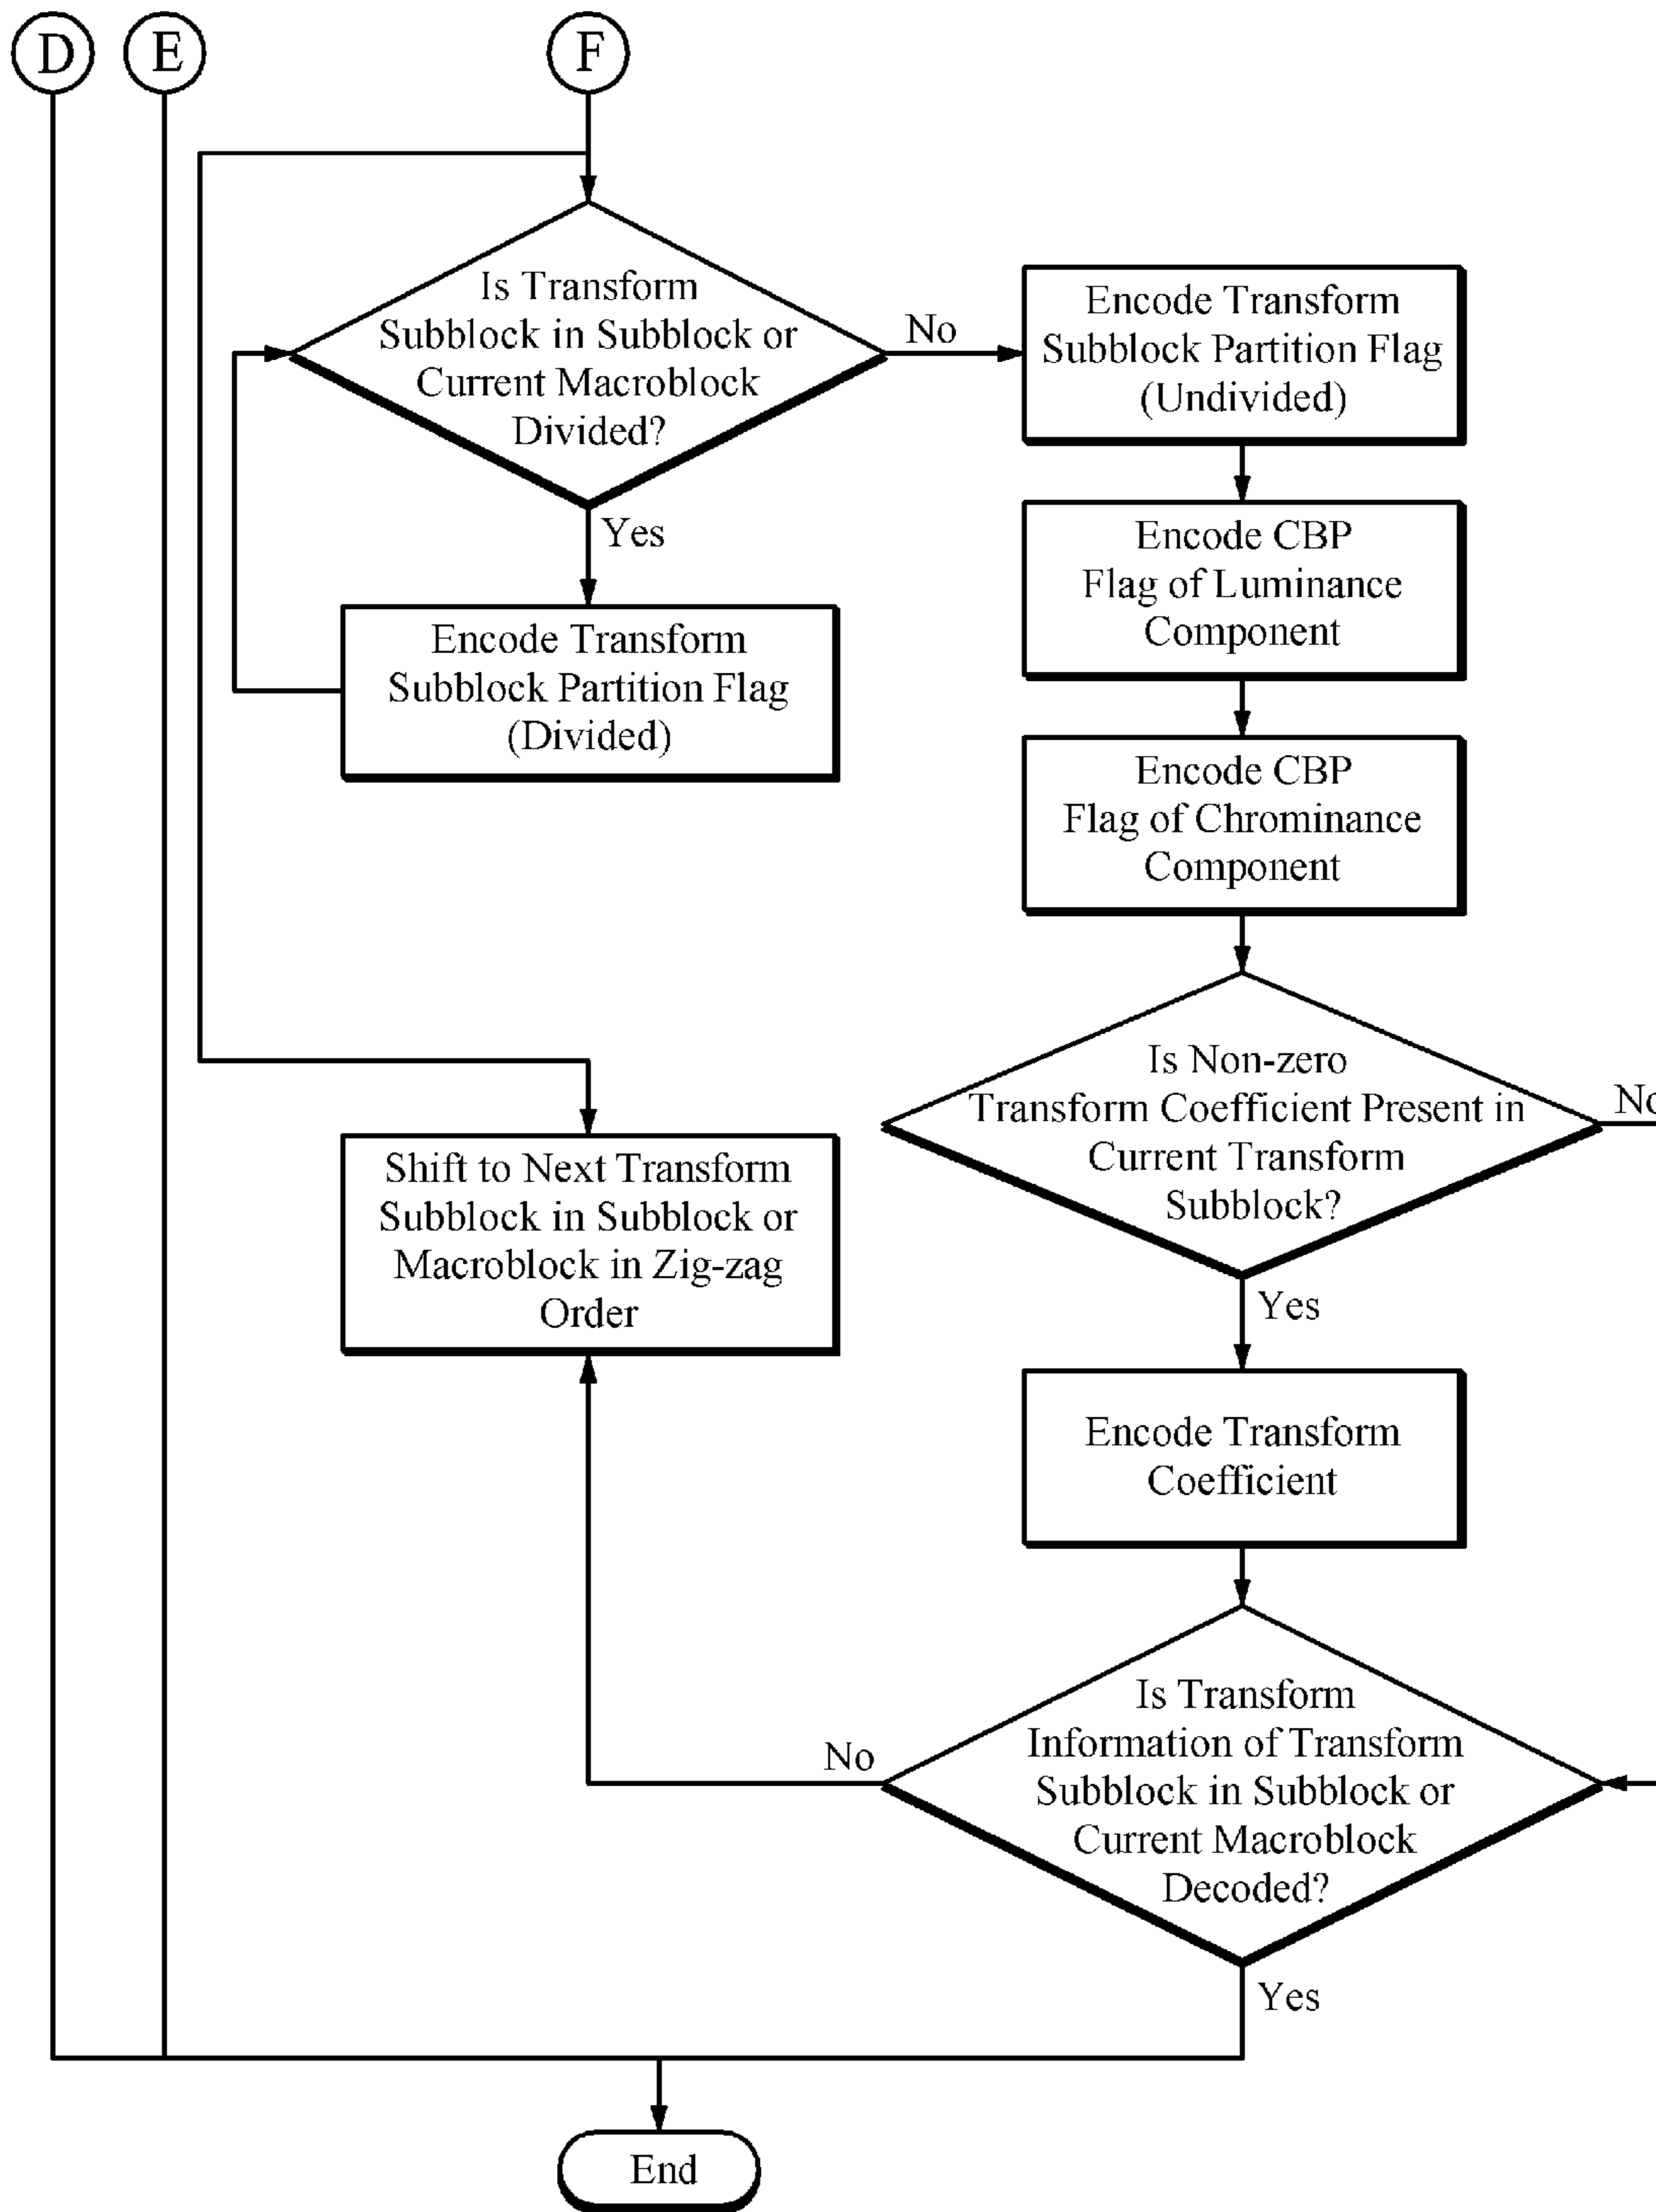 D
E
F
Is Transform
Subblock in Subblock or
Current Macroblock
Divided?
No
Encode Transform
Subblock Partition Flag
(Undivided)
Yes
Encode Transform
Subblock Partition Flag
(Divided)
Encode CBP
Flag of Luminance
Component
Encode CBP
Flag of Chrominance
Component
Is Non-zero
Transform Coefficient Present in
Current Transform
Subblock?
No
Yes
Shift to Next Transform
Subblock in Subblock or
Macroblock in Zig-zag
Order
Encode Transform
Coefficient
Is Transform
Information of Transform
Subblock in Subblock or
Current Macroblock
Decoded?
No
Yes
End